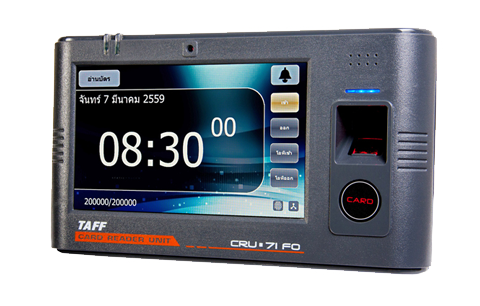 อ่านบัตร
จันทร์ 7 มีนาคม 2559
08:30 00
เข้า
ออก
โอทีเข้า
โอทีออก
200000/200000
TAFF
CARD READER UNIT
CRU-71 FO
CARD